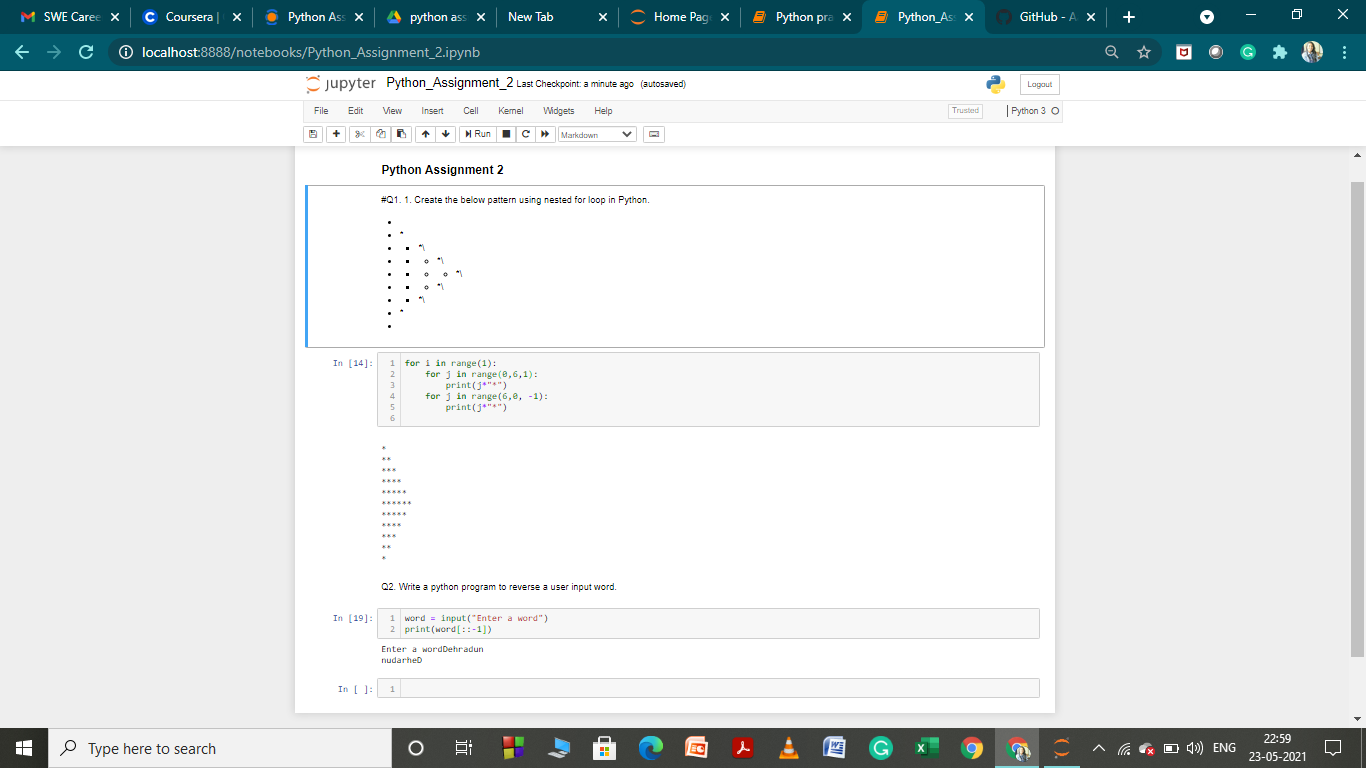 SWE Caree
Coursera |
Python Ass
python ass
New Tab
Home Page
Python pra
Python_Ass
GitHub - A
localhost:8888/notebooks/Python_Assignment_2.ipynb
jupyter Python_Assignment_2 Last Checkpoint: a minute ago (autosaved)
Logout
File Edit View Insert Cell Kernel Widgets Help
Trusted
Python 3
Run
Markdown
Python Assignment 2
#Q1. 1. Create the below pattern using nested for loop in Python.
•
• *
• ▪ *\
• ▪ ○ *\
• ▪ ○ ○ *\
• ▪ ○ *\
• ▪ *\
• *
•
In [14]:
1 for i in range(1):
2     for j in range(0,6,1):
3         print(j*"*")
4     for j in range(6,0, -1):
5         print(j*"*")
6
*
**
***
****
*****
******
*****
****
***
**
*
Q2. Write a python program to reverse a user input word.
In [19]:
1 word = input("Enter a word")
2 print(word[::-1])
Enter a wordDehradun
nudarheD
In [ ]:
1
Type here to search
ENG
22:59
23-05-2021